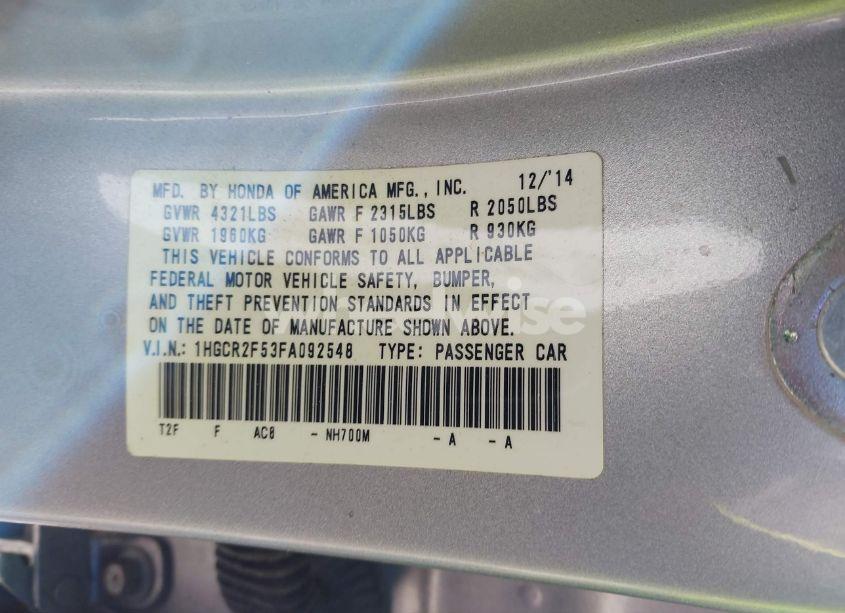 MFD. BY HONDA OF AMERICA MFG., INC. 12/'14
GVWR 4321LBS GAWR F 2315LBS R 2050LBS
GVWR 1960KG GAWR F 1050KG R 930KG
THIS VEHICLE CONFORMS TO ALL APPLICABLE
FEDERAL MOTOR VEHICLE SAFETY, BUMPER,
AND THEFT PREVENTION STANDARDS IN EFFECT
ON THE DATE OF MANUFACTURE SHOWN ABOVE.
V.I.N.: 1HGCR2F53FA092548 TYPE: PASSENGER CAR
T2F F AC8 - NH700M - A - A